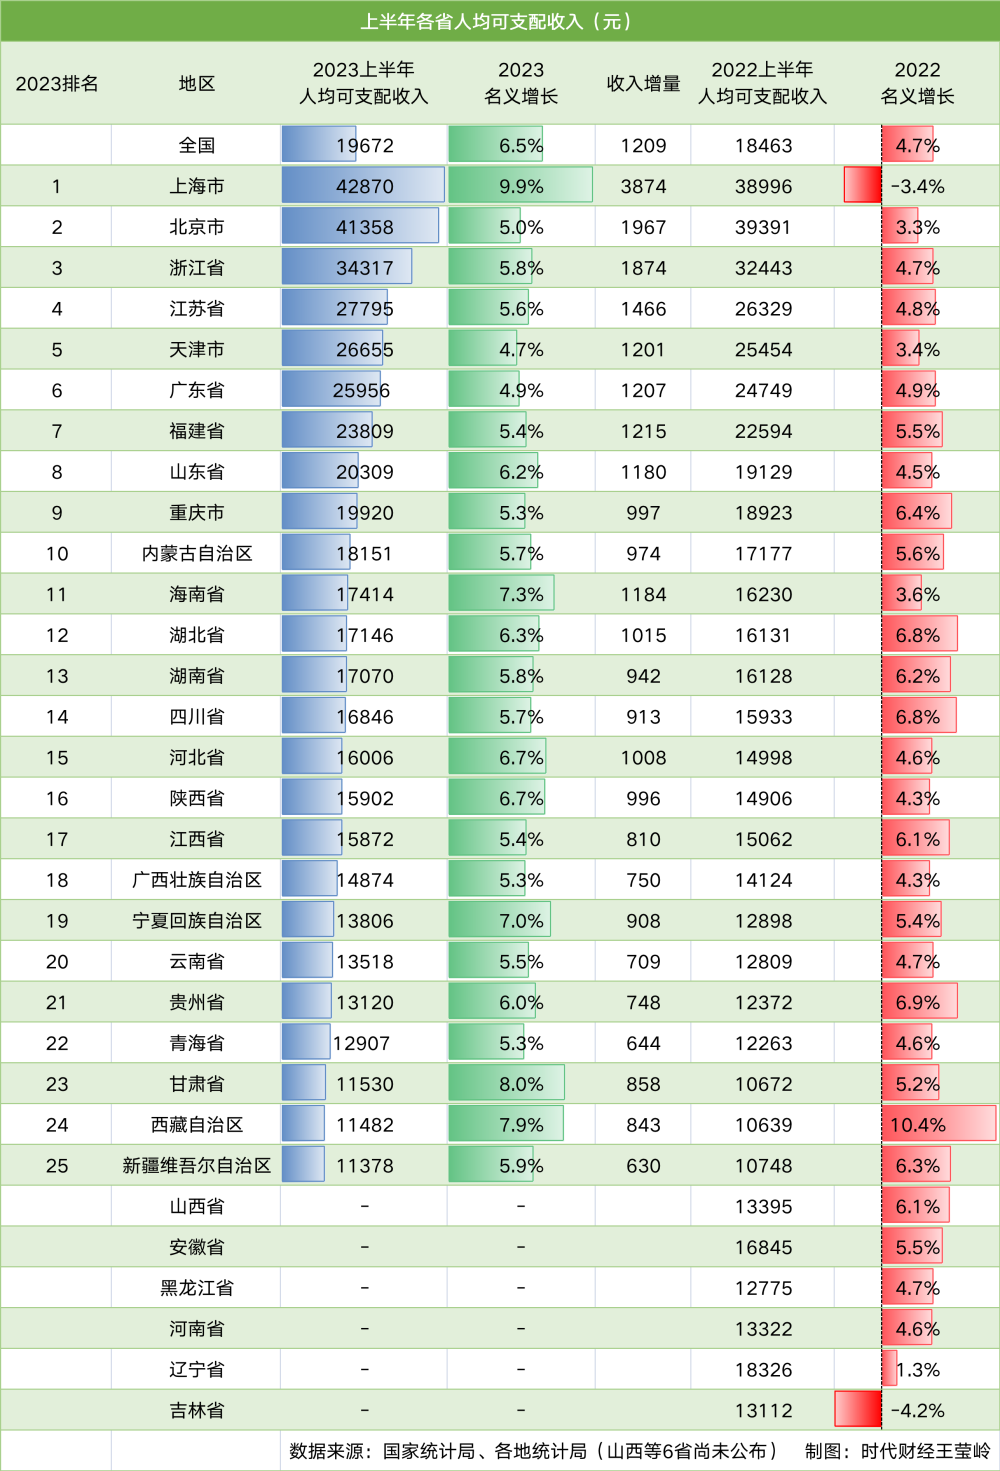 上半年各省人均可支配收入（元）
2023排名 地区 2023上半年人均可支配收入 2023名义增长 收入增量 2022上半年人均可支配收入 2022名义增长
全国 19672 6.5% 1209 18463 4.7%
1 上海市 42870 9.9% 3874 38996 -3.4%
2 北京市 41358 5.0% 1967 39391 3.3%
3 浙江省 34317 5.8% 1874 32443 4.7%
4 江苏省 27795 5.6% 1466 26329 4.8%
5 天津市 26655 4.7% 1201 25454 3.4%
6 广东省 25956 4.9% 1207 24749 4.9%
7 福建省 23809 5.4% 1215 22594 5.5%
8 山东省 20309 6.2% 1180 19129 4.5%
9 重庆市 19920 5.3% 997 18923 6.4%
10 内蒙古自治区 18151 5.7% 974 17177 5.6%
11 海南省 17414 7.3% 1184 16230 3.6%
12 湖北省 17146 6.3% 1015 16131 6.8%
13 湖南省 17070 5.8% 942 16128 6.2%
14 四川省 16846 5.7% 913 15933 6.8%
15 河北省 16006 6.7% 1008 14998 4.6%
16 陕西省 15902 6.7% 996 14906 4.3%
17 江西省 15872 5.4% 810 15062 6.1%
18 广西壮族自治区 14874 5.3% 750 14124 4.3%
19 宁夏回族自治区 13806 7.0% 908 12898 5.4%
20 云南省 13518 5.5% 709 12809 4.7%
21 贵州省 13120 6.0% 748 12372 6.9%
22 青海省 12907 5.3% 644 12263 4.6%
23 甘肃省 11530 8.0% 858 10672 5.2%
24 西藏自治区 11482 7.9% 843 10639 10.4%
25 新疆维吾尔自治区 11378 5.9% 630 10748 6.3%
山西省 - - 13395 6.1%
安徽省 - - 16845 5.5%
黑龙江省 - - 12775 4.7%
河南省 - - 13322 4.6%
辽宁省 - - 18326 1.3%
吉林省 - - 13112 -4.2%
数据来源：国家统计局、各地统计局（山西等6省尚未公布） 制图：时代财经王莹岭